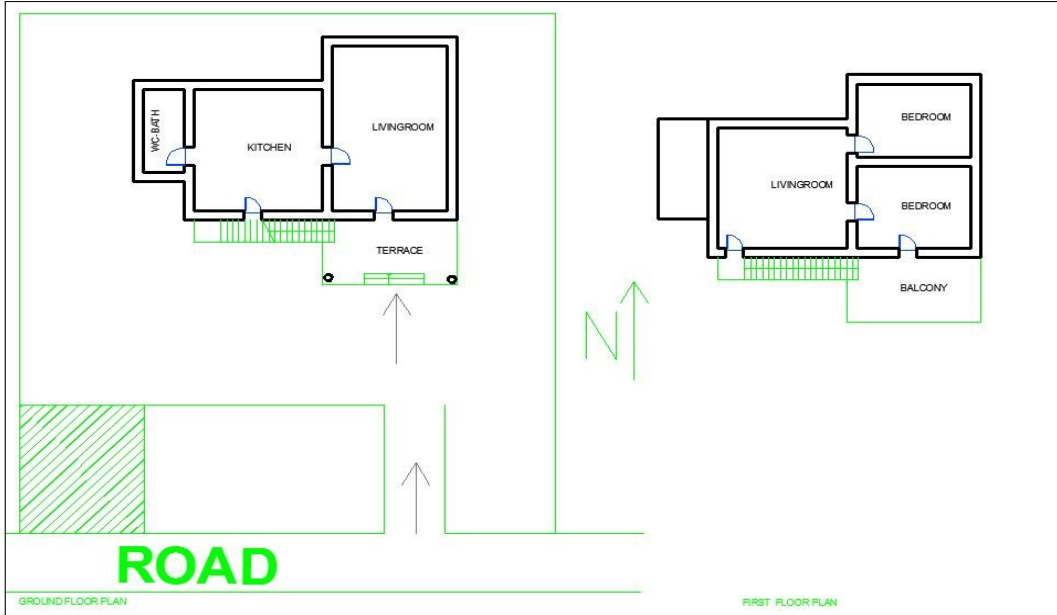 WC-BATH
KITCHEN
LIVINGROOM
TERRACE
ROAD
GROUND FLOOR PLAN
N
BEDROOM
LIVINGROOM
BEDROOM
BALCONY
FIRST FLOOR PLAN